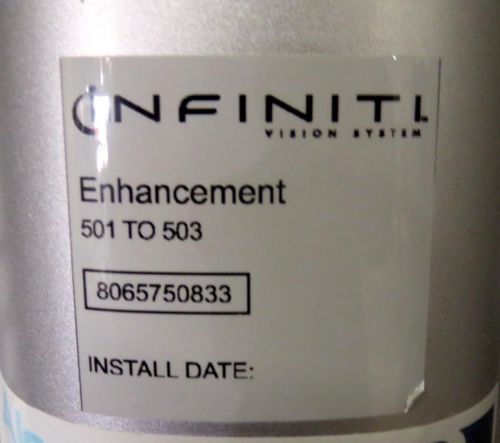 INFINITI
VISION SYSTEM
Enhancement
501 TO 503
8065750833
INSTALL DATE: